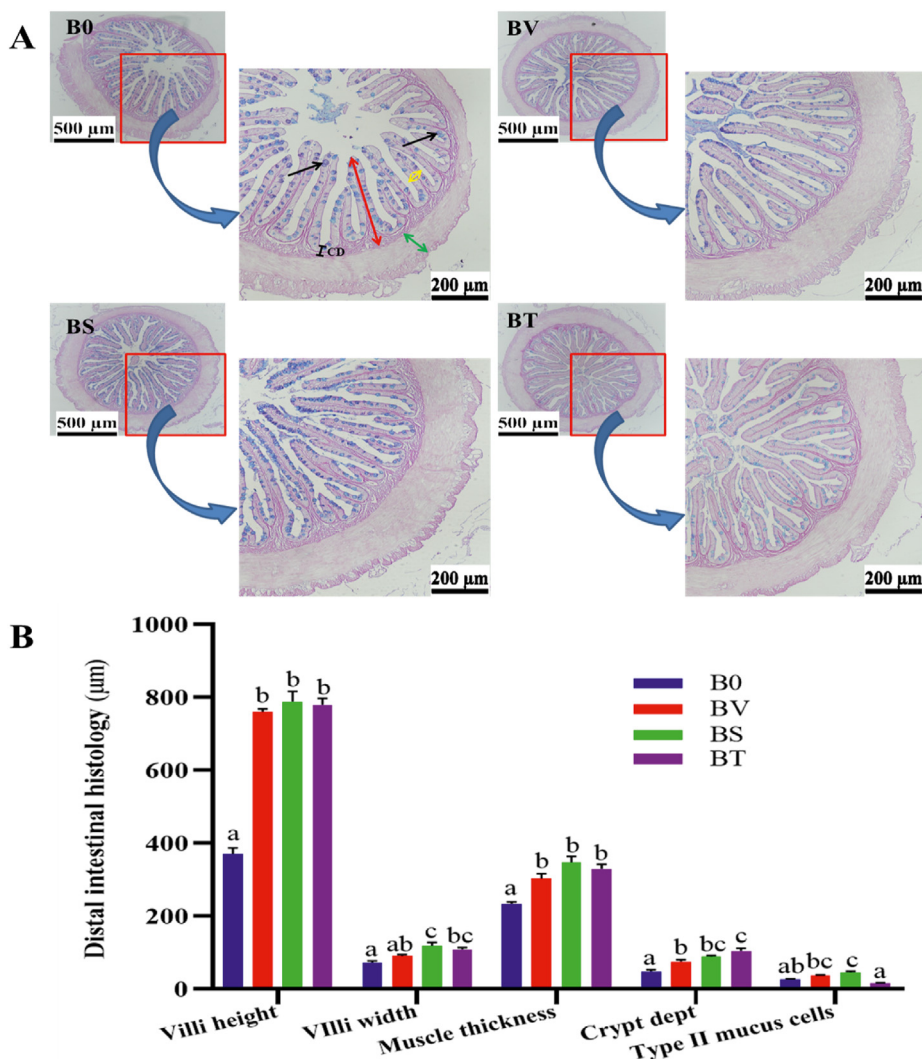 A
B0
500 µm
CD
200 µm
BV
500 µm
200 µm
BS
500 µm
200 µm
BT
500 µm
200 µm
B
Distal intestinal histology (µm)
1000
800
600
400
200
0
a b b b
a ab c bc
a b b b
a b bc c
ab bc c a
B0
BV
BS
BT
Villi height
VIlli width
Muscle thickness
Crypt dept
Type II mucus cells